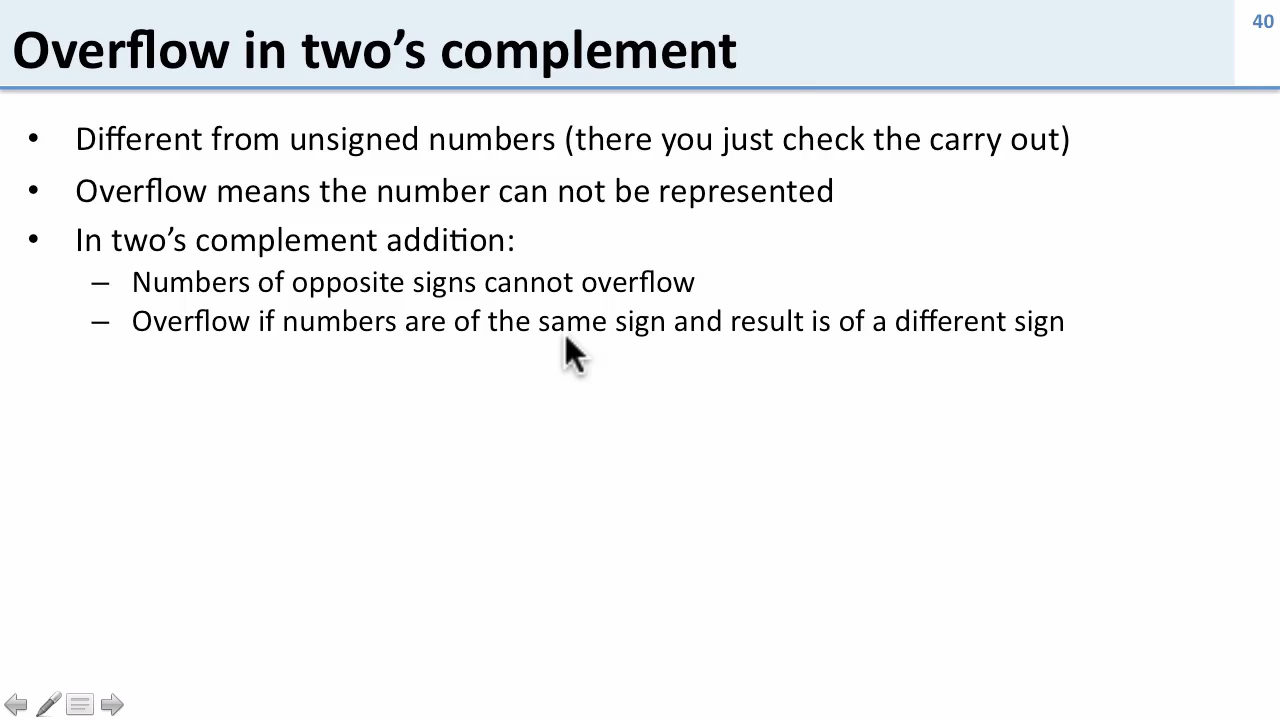 Overflow in two's complement
40
• Different from unsigned numbers (there you just check the carry out)
• Overflow means the number can not be represented
• In two’s complement addition:
– Numbers of opposite signs cannot overflow
– Overflow if numbers are of the same sign and result is of a different sign